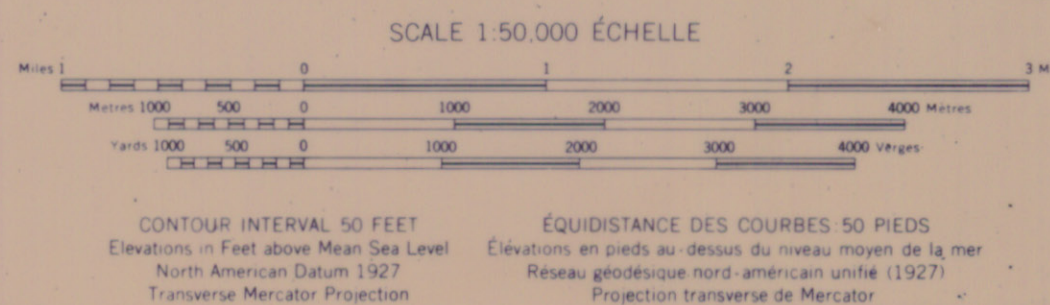 SCALE 1:50,000 ÉCHELLE
Miles 1 0 1 2 3 M
Metres 1000 500 0 1000 2000 3000 4000 Mètres
Yards 1000 500 0 1000 2000 3000 4000 Verges
CONTOUR INTERVAL 50 FEET
Elevations in Feet above Mean Sea Level
North American Datum 1927
Transverse Mercator Projection
ÉQUIDISTANCE DES COURBES: 50 PIEDS
Élévations en pieds au-dessus du niveau moyen de la mer
Réseau géodésique nord-américain unifié (1927)
Projection transverse de Mercator